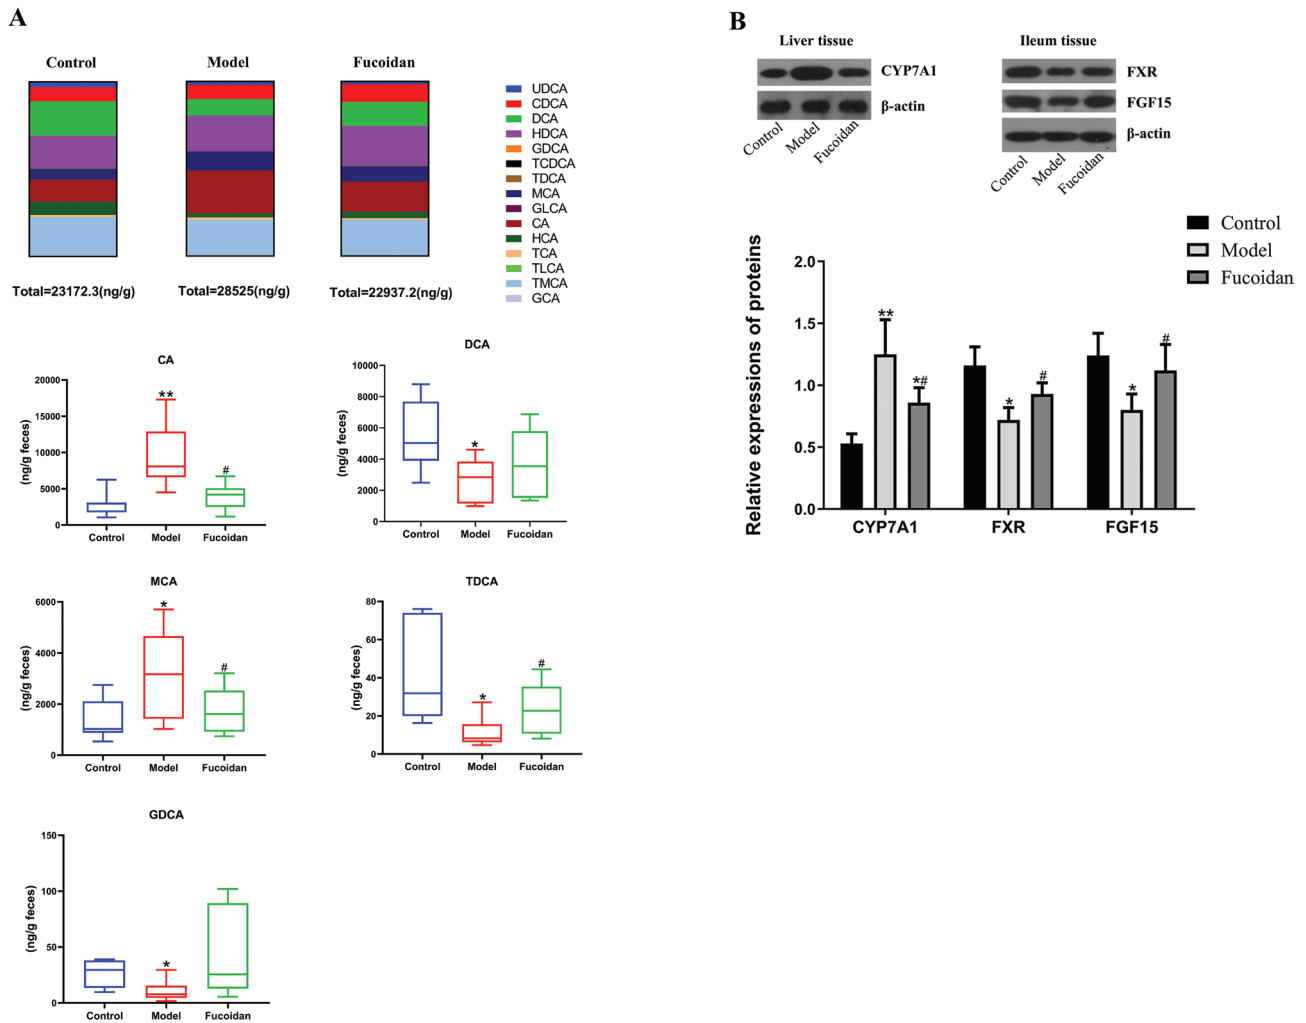 A
Control Model Fucoidan
UDCA
CDCA
DCA
HDCA
GDCA
TCDCA
TDCA
MCA
GLCA
CA
HCA
TCA
TLCA
TMCA
GCA
Total=23172.3(ng/g) Total=28525(ng/g) Total=22937.2(ng/g)
CA
(ng/g feces)
20000
15000
10000
5000
0
**
#
Control Model Fucoidan
DCA
(ng/g feces)
10000
8000
6000
4000
2000
0
*
Control Model Fucoidan
MCA
(ng/g feces)
6000
4000
2000
0
*
#
Control Model Fucoidan
TDCA
(ng/g feces)
80
60
40
20
0
*
#
Control Model Fucoidan
GDCA
(ng/g feces)
150
100
50
0
*
Control Model Fucoidan
B
Liver tissue
CYP7A1
β-actin
Control Model Fucoidan
Ileum tissue
FXR
FGF15
β-actin
Control Model Fucoidan
Control
Model
Fucoidan
Relative expressions of proteins
2.0
1.5
1.0
0.5
0.0
** *# * # * #
CYP7A1 FXR FGF15